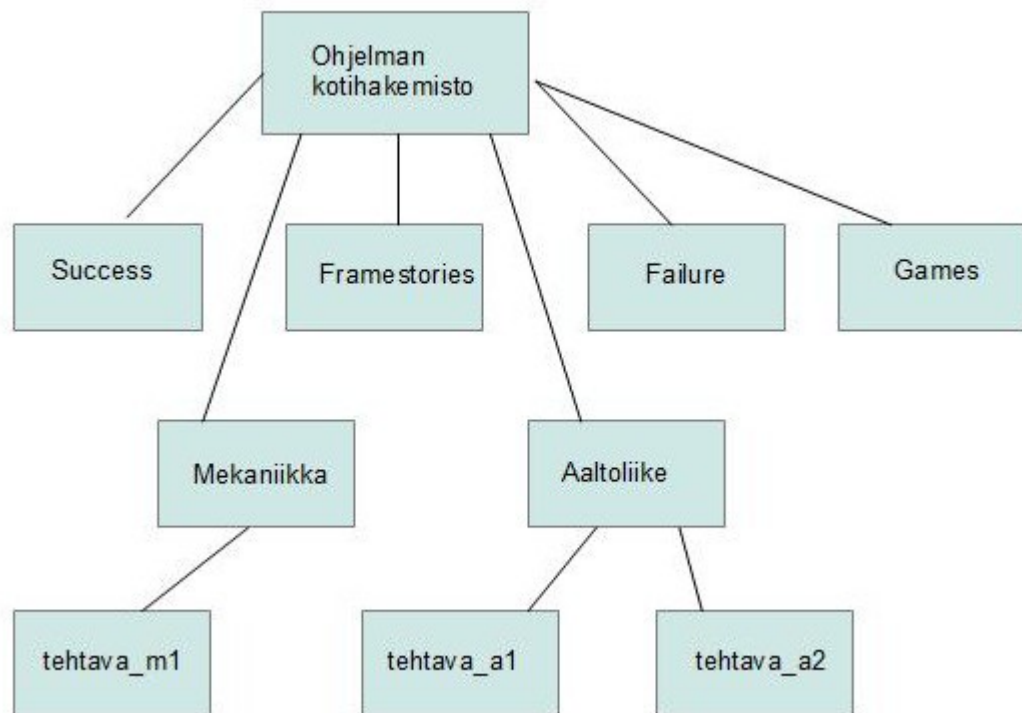 Ohjelman
kotihakemisto
Success
Framestories
Failure
Games
Mekaniikka
Aaltoliike
tehtava_m1
tehtava_a1
tehtava_a2